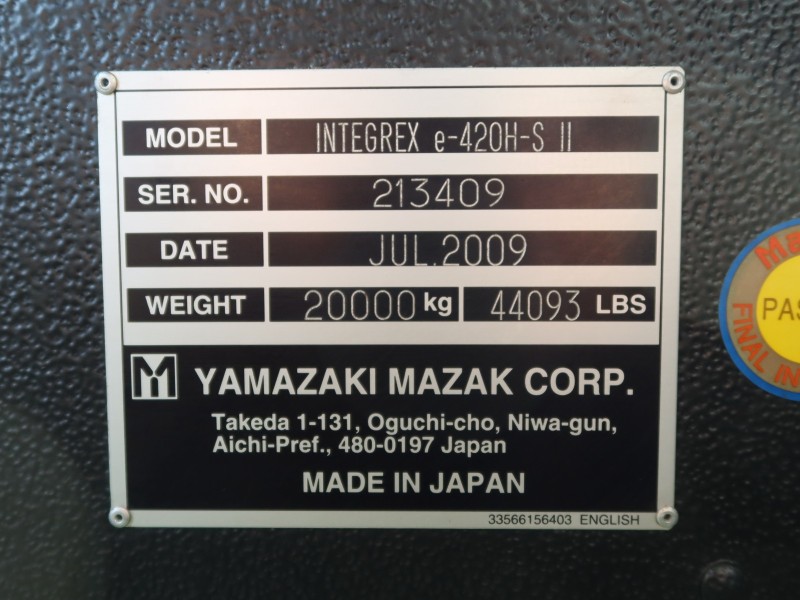 MODEL INTEGREX e-420H-S II
SER. NO. 213409
DATE JUL.2009
WEIGHT 20000 kg 44093 LBS
YAMAZAKI MAZAK CORP.
Takeda 1-131, Oguchi-cho, Niwa-gun,
Aichi-Pref., 480-0197 Japan
MADE IN JAPAN
33566156403 ENGLISH
FINAL